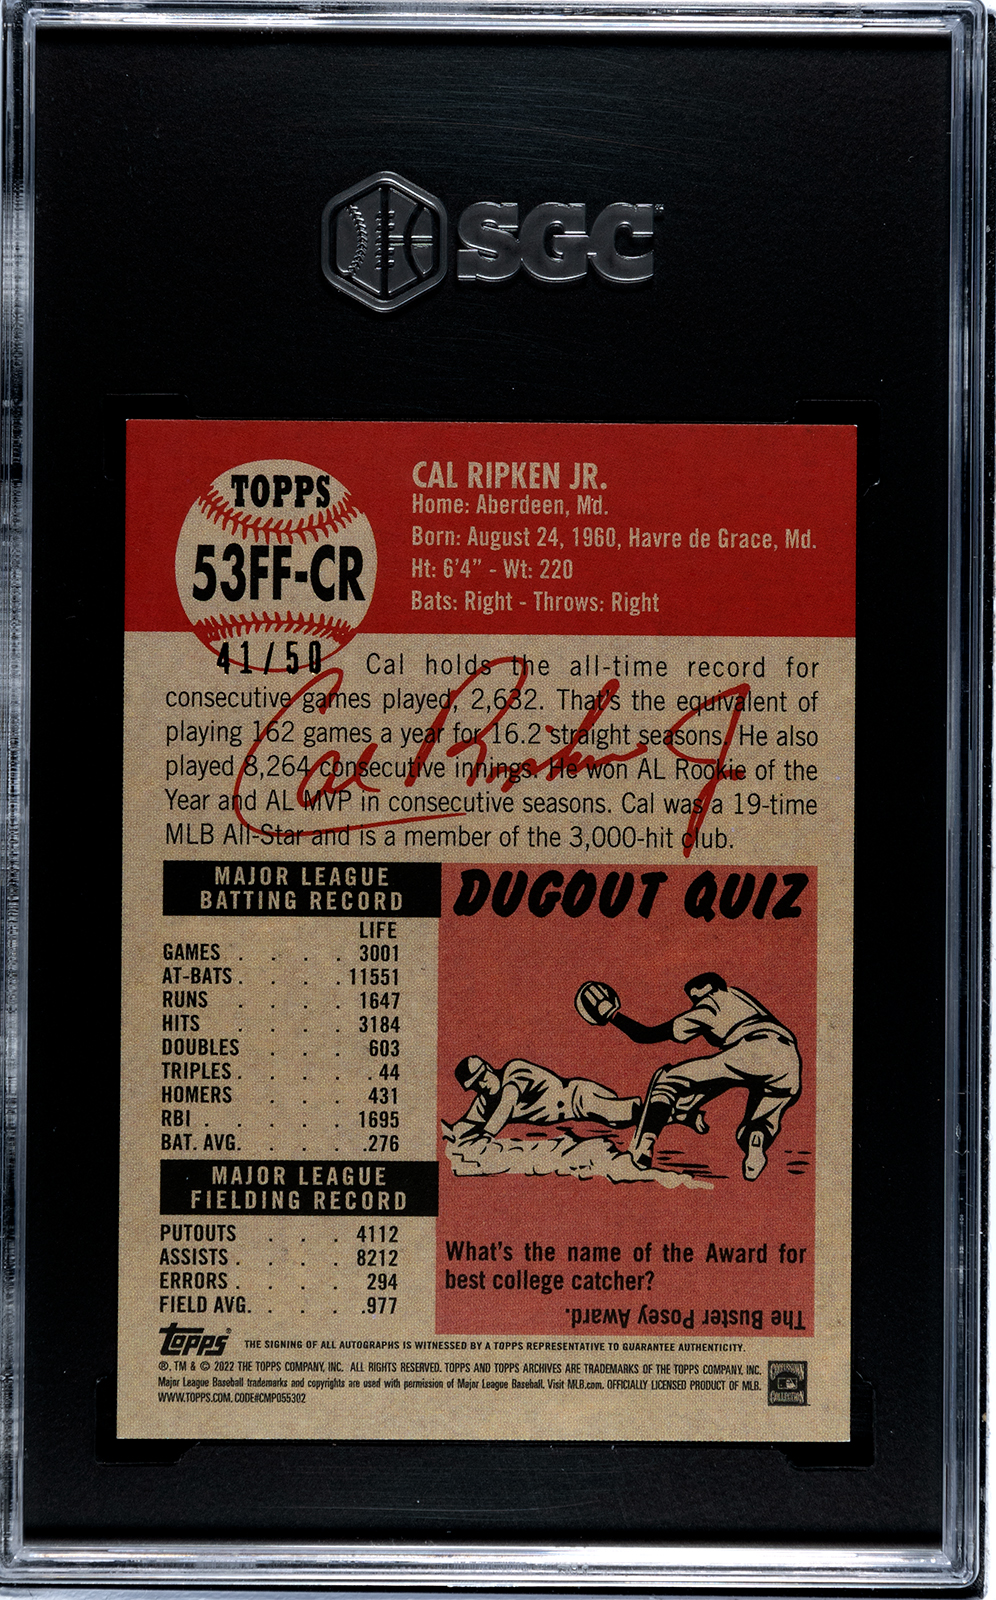 SGC
TOPPS
53FF-CR
41/50
CAL RIPKEN JR.
Home: Aberdeen, Md.
Born: August 24, 1960, Havre de Grace, Md.
Ht: 6'4" - Wt: 220
Bats: Right - Throws: Right
Cal holds the all-time record for
consecutive games played, 2,632. That's the equivalent of
playing 162 games a year for 16.2 straight seasons. He also
played 8,264 consecutive innings. He won AL Rookie of the
Year and AL MVP in consecutive seasons. Cal was a 19-time
MLB All-Star and is a member of the 3,000-hit club.
Cal Ripken Jr
MAJOR LEAGUE
BATTING RECORD
LIFE
GAMES . . . . 3001
AT-BATS . . . . 11551
RUNS . . . . 1647
HITS . . . . 3184
DOUBLES . . . 603
TRIPLES . . . . 44
HOMERS . . . 431
RBI . . . . . 1695
BAT. AVG. . . . . .276
MAJOR LEAGUE
FIELDING RECORD
PUTOUTS . . . 4112
ASSISTS . . . . 8212
ERRORS . . . . 294
FIELD AVG. . . . . .977
DUGOUT QUIZ
What's the name of the Award for
best college catcher?
The Buster Posey Award.
Topps
THE SIGNING OF ALL AUTOGRAPHS IS WITNESSED BY A TOPPS REPRESENTATIVE TO GUARANTEE AUTHENTICITY.
®, TM & © 2022 THE TOPPS COMPANY, INC. ALL RIGHTS RESERVED. TOPPS AND TOPPS ARCHIVES ARE TRADEMARKS OF THE TOPPS COMPANY, INC.
Major League Baseball trademarks and copyrights are used with permission of Major League Baseball. Visit MLB.com. OFFICIALLY LICENSED PRODUCT OF MLB.
WWW.TOPPS.COM. CODE#CMP055302
COOPERSTOWN
COLLECTION